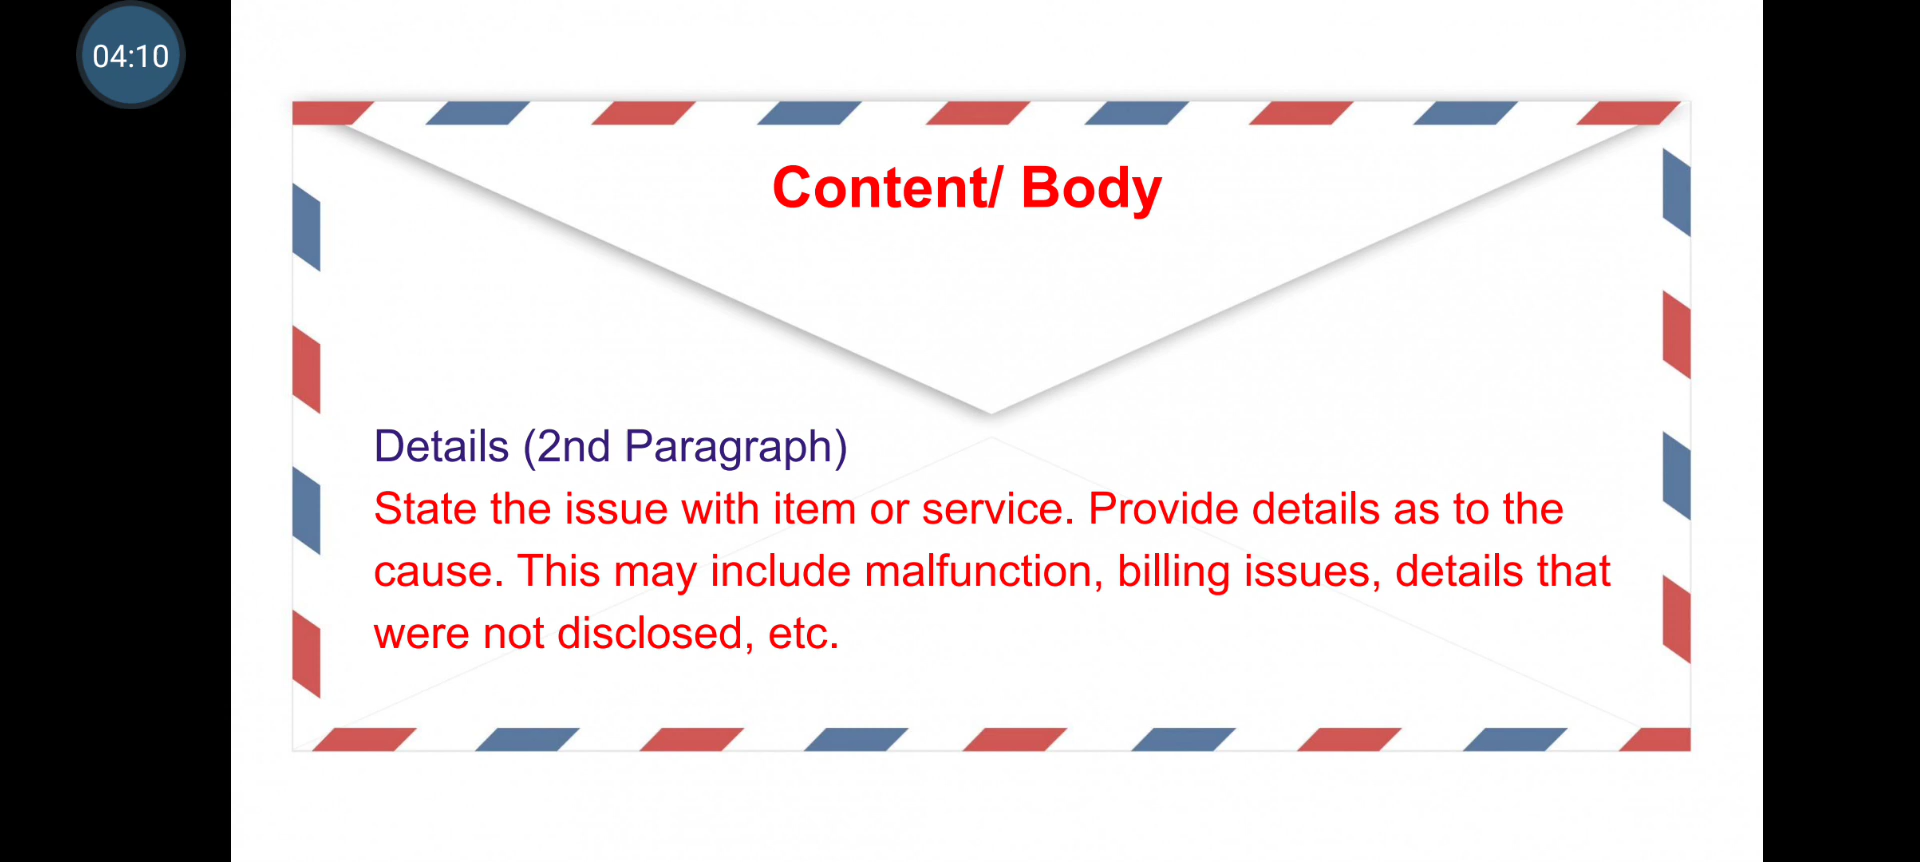 04:10
Content/ Body
Details (2nd Paragraph)
State the issue with item or service. Provide details as to the
cause. This may include malfunction, billing issues, details that
were not disclosed, etc.